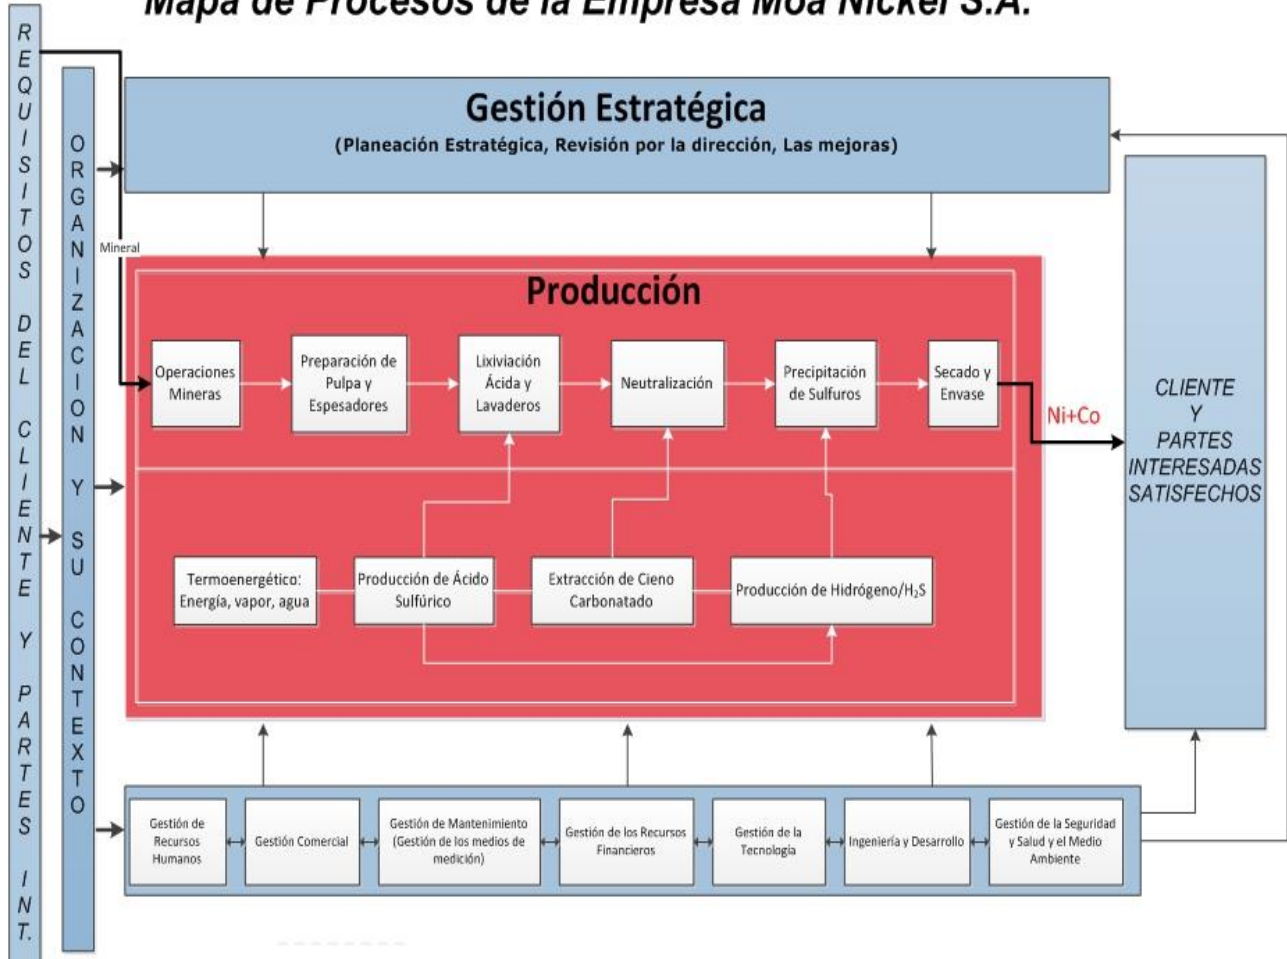 Mapa de Procesos de la Empresa Moa Nickel S.A.
REQUISITOS DEL CLIENTE Y PARTES INT.
ORGANIZACION Y SU CONTEXTO
Gestión Estratégica
(Planeación Estratégica, Revisión por la dirección, Las mejoras)
Mineral
Producción
Operaciones
Mineras
Preparación de
Pulpa y
Espesadores
Lixiviación
Ácida y
Lavaderos
Neutralización
Precipitación
de Sulfuros
Secado y
Envase
Ni+Co
CLIENTE
Y
PARTES
INTERESADAS
SATISFECHOS
Termoenergético:
Energía, vapor, agua
Producción de Ácido
Sulfúrico
Extracción de Cieno
Carbonatado
Producción de Hidrógeno/H₂S
Gestión de
Recursos
Humanos
Gestión Comercial
Gestión de Mantenimiento
(Gestión de los medios de
medición)
Gestión de los Recursos
Financieros
Gestión de la
Tecnología
Ingeniería y Desarrollo
Gestión de la Seguridad
y Salud y el Medio
Ambiente